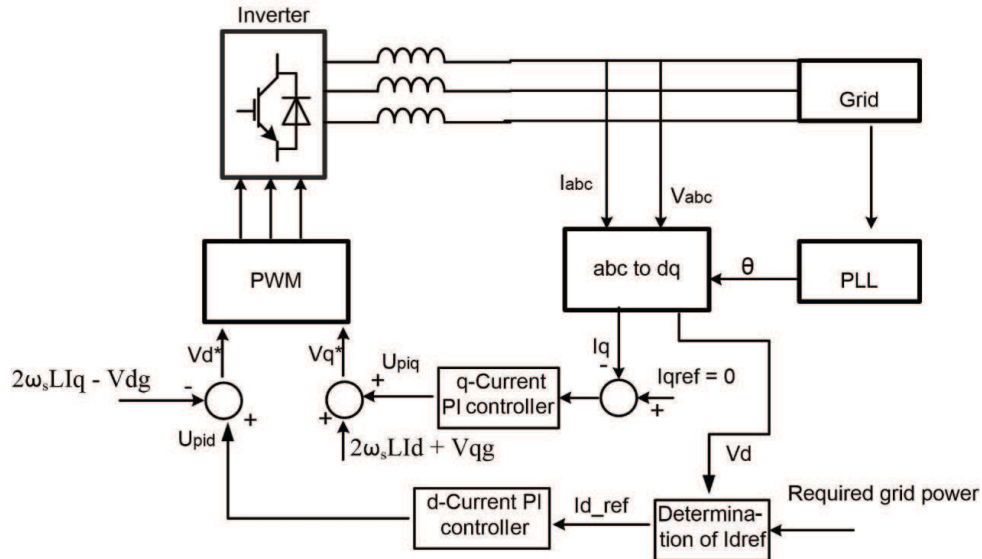 Inverter
Grid
Iabc
Vabc
abc to dq
θ
PLL
PWM
Vd*
Vq*
Iq
Upiq
2ωsLIq - Vdg
-
+
+
+
q-Current
PI controller
-
+
Iqref = 0
Upid
2ωsLId + Vqg
Vd
Required grid power
d-Current PI
controller
Id_ref
Determina-
tion of Idref